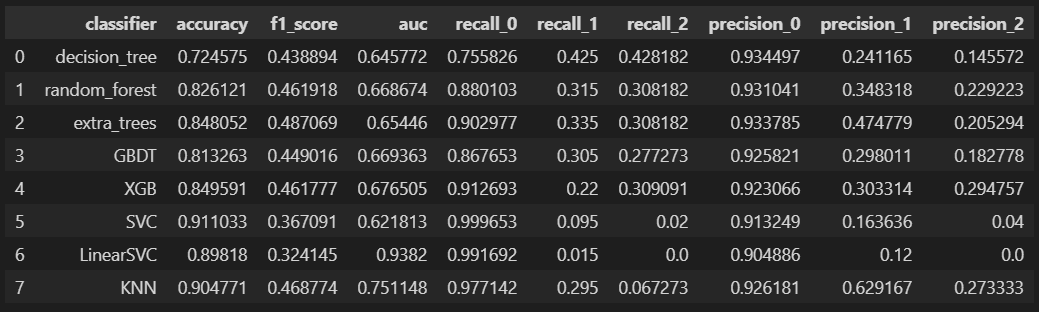 classifier accuracy f1_score auc recall_0 recall_1 recall_2 precision_0 precision_1 precision_2
0 decision_tree 0.724575 0.438894 0.645772 0.755826 0.425 0.428182 0.934497 0.241165 0.145572
1 random_forest 0.826121 0.461918 0.668674 0.880103 0.315 0.308182 0.931041 0.348318 0.229223
2 extra_trees 0.848052 0.487069 0.65446 0.902977 0.335 0.308182 0.933785 0.474779 0.205294
3 GBDT 0.813263 0.449016 0.669363 0.867653 0.305 0.277273 0.925821 0.298011 0.182778
4 XGB 0.849591 0.461777 0.676505 0.912693 0.22 0.309091 0.923066 0.303314 0.294757
5 SVC 0.911033 0.367091 0.621813 0.999653 0.095 0.02 0.913249 0.163636 0.04
6 LinearSVC 0.89818 0.324145 0.9382 0.991692 0.015 0.0 0.904886 0.12 0.0
7 KNN 0.904771 0.468774 0.751148 0.977142 0.295 0.067273 0.926181 0.629167 0.273333